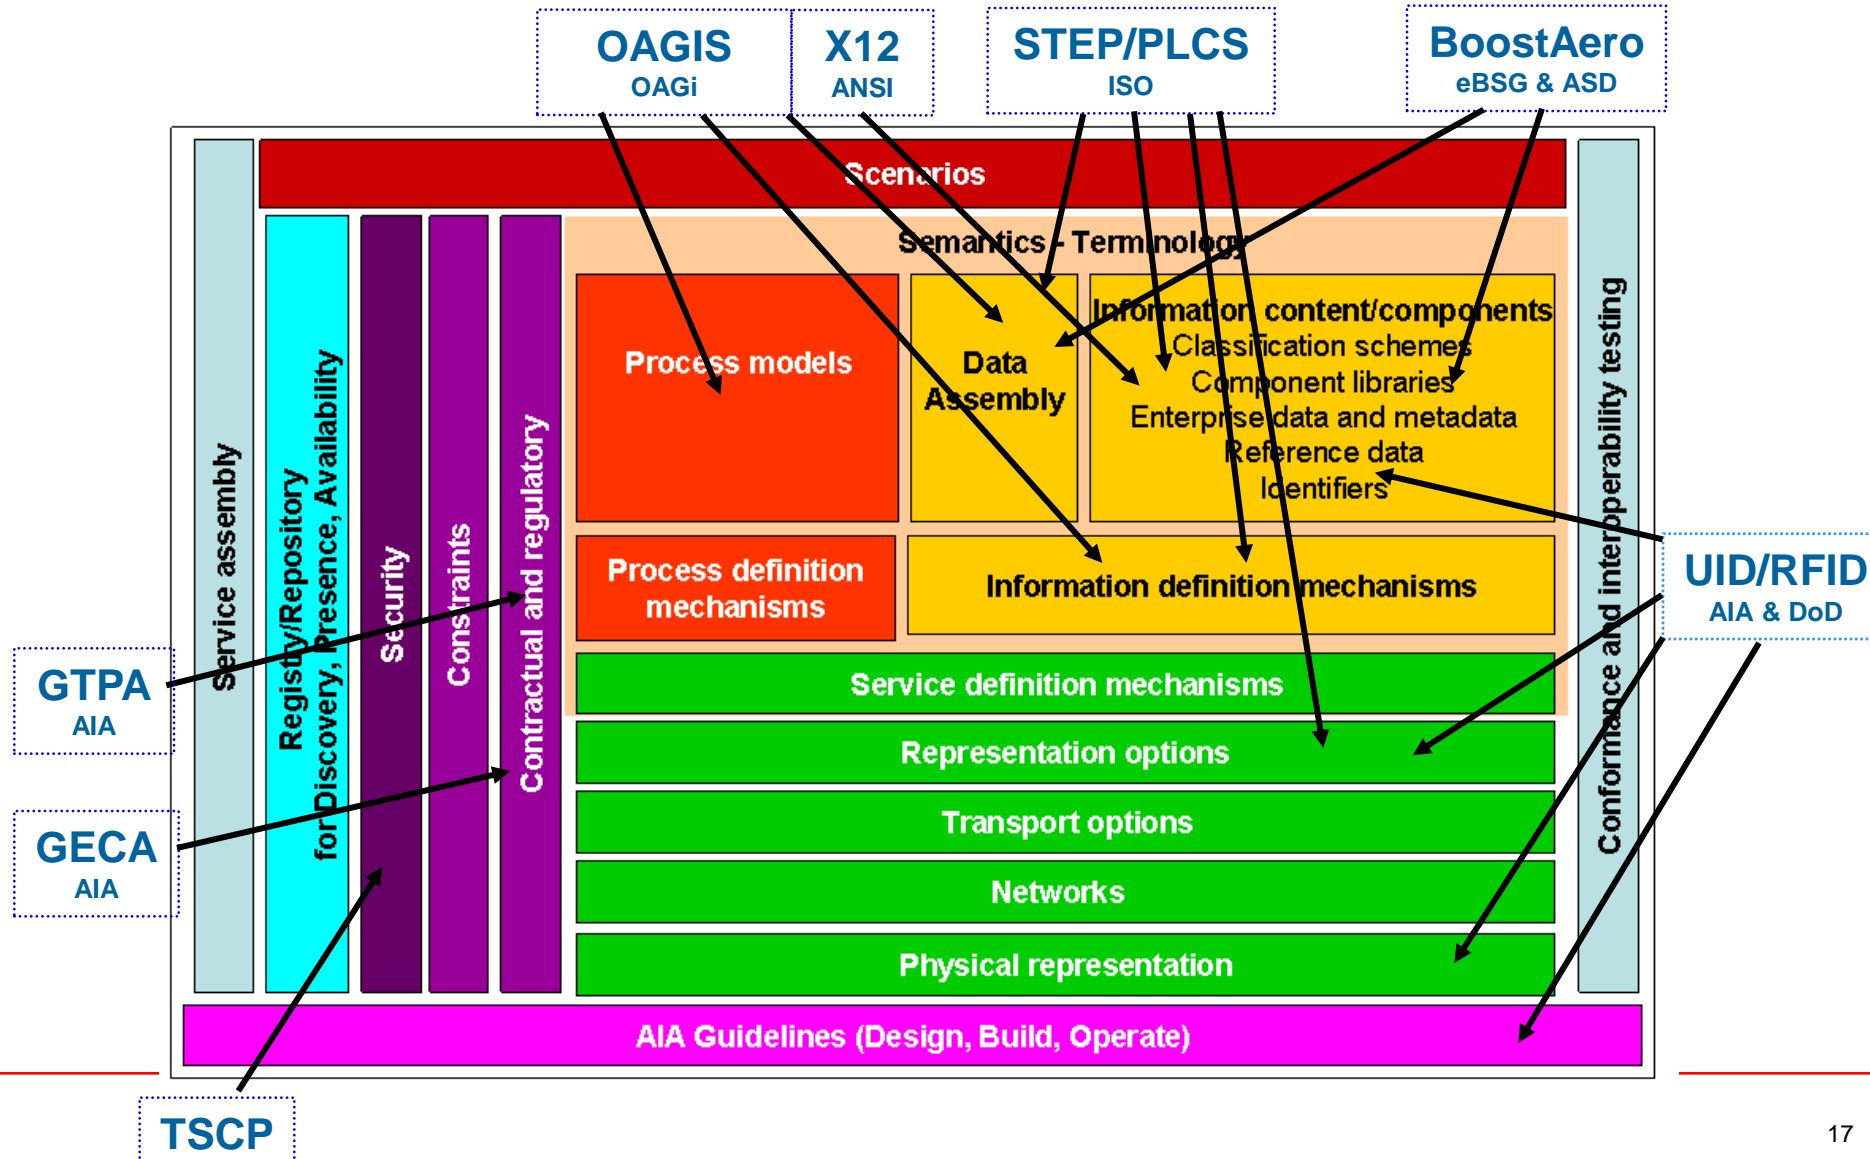 OAGIS
OAGi
X12
ANSI
STEP/PLCS
ISO
BoostAero
eBSG & ASD
Scenarios
Semantics - Terminology
Process models
Data
Assembly
Information content/components
Classification schemes
Component libraries
Enterprise data and metadata
Reference data
Identifiers
Process definition
mechanisms
Information definition mechanisms
Service definition mechanisms
Representation options
Transport options
Networks
Physical representation
AIA Guidelines (Design, Build, Operate)
Service assembly
Registry/Repository
for Discovery, Presence, Availability
Security
Constraints
Contractual and regulatory
Conformance and interoperability testing
GTPA
AIA
GECA
AIA
TSCP
UID/RFID
AIA & DoD
17